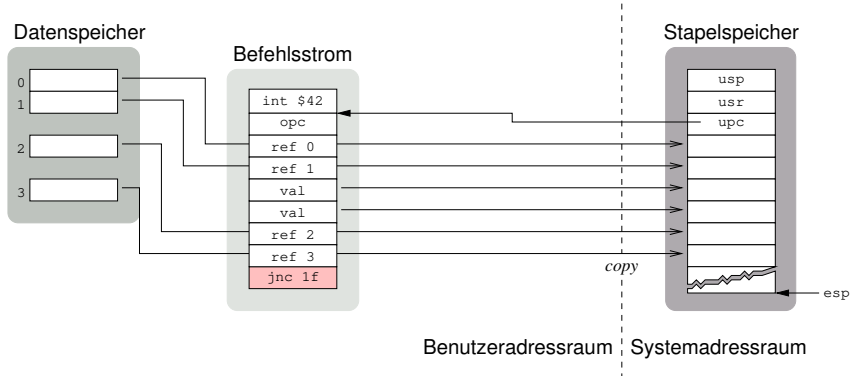 Datenspeicher
0
1
2
3
Befehlsstrom
int $42
opc
ref 0
ref 1
val
val
ref 2
ref 3
jnc 1f
Stapelspeicher
usp
usr
upc
copy
esp
Benutzeradressraum
Systemadressraum